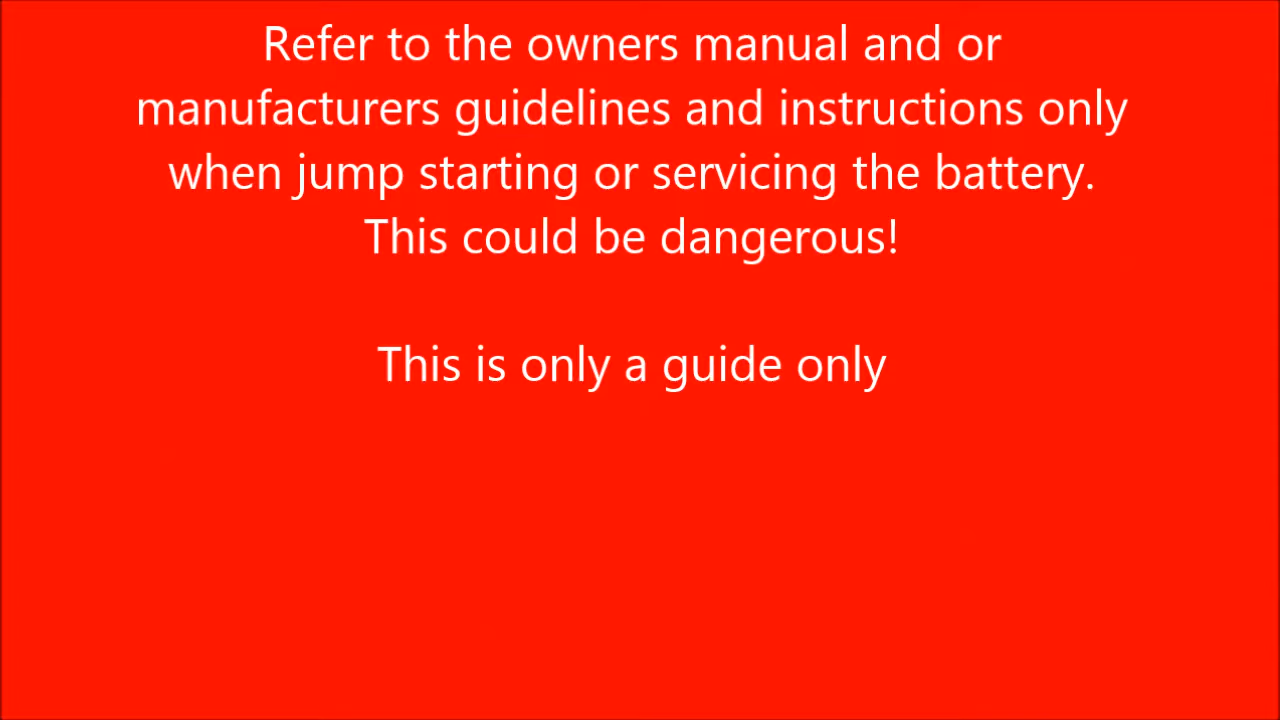 Refer to the owners manual and or
manufacturers guidelines and instructions only
when jump starting or servicing the battery.
This could be dangerous!
This is only a guide only